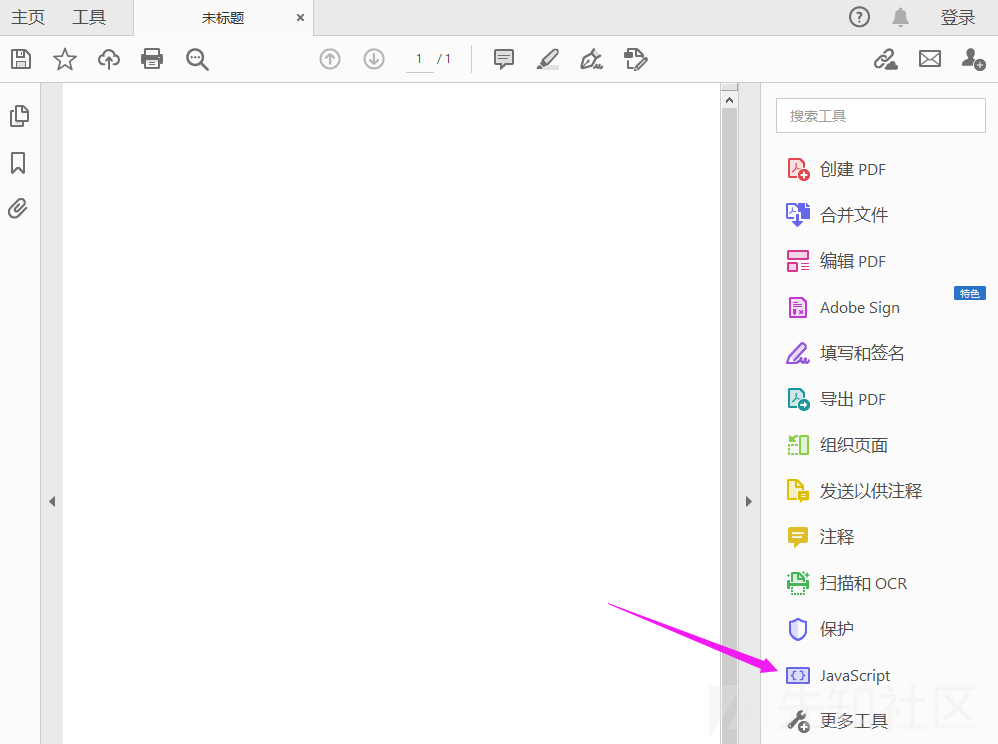 主页 工具 未标题 × ? 登录
1 / 1
搜索工具
创建 PDF
合并文件
编辑 PDF
特色
Adobe Sign
填写和签名
导出 PDF
组织页面
发送以供注释
注释
扫描和 OCR
保护
JavaScript
先知社区
更多工具